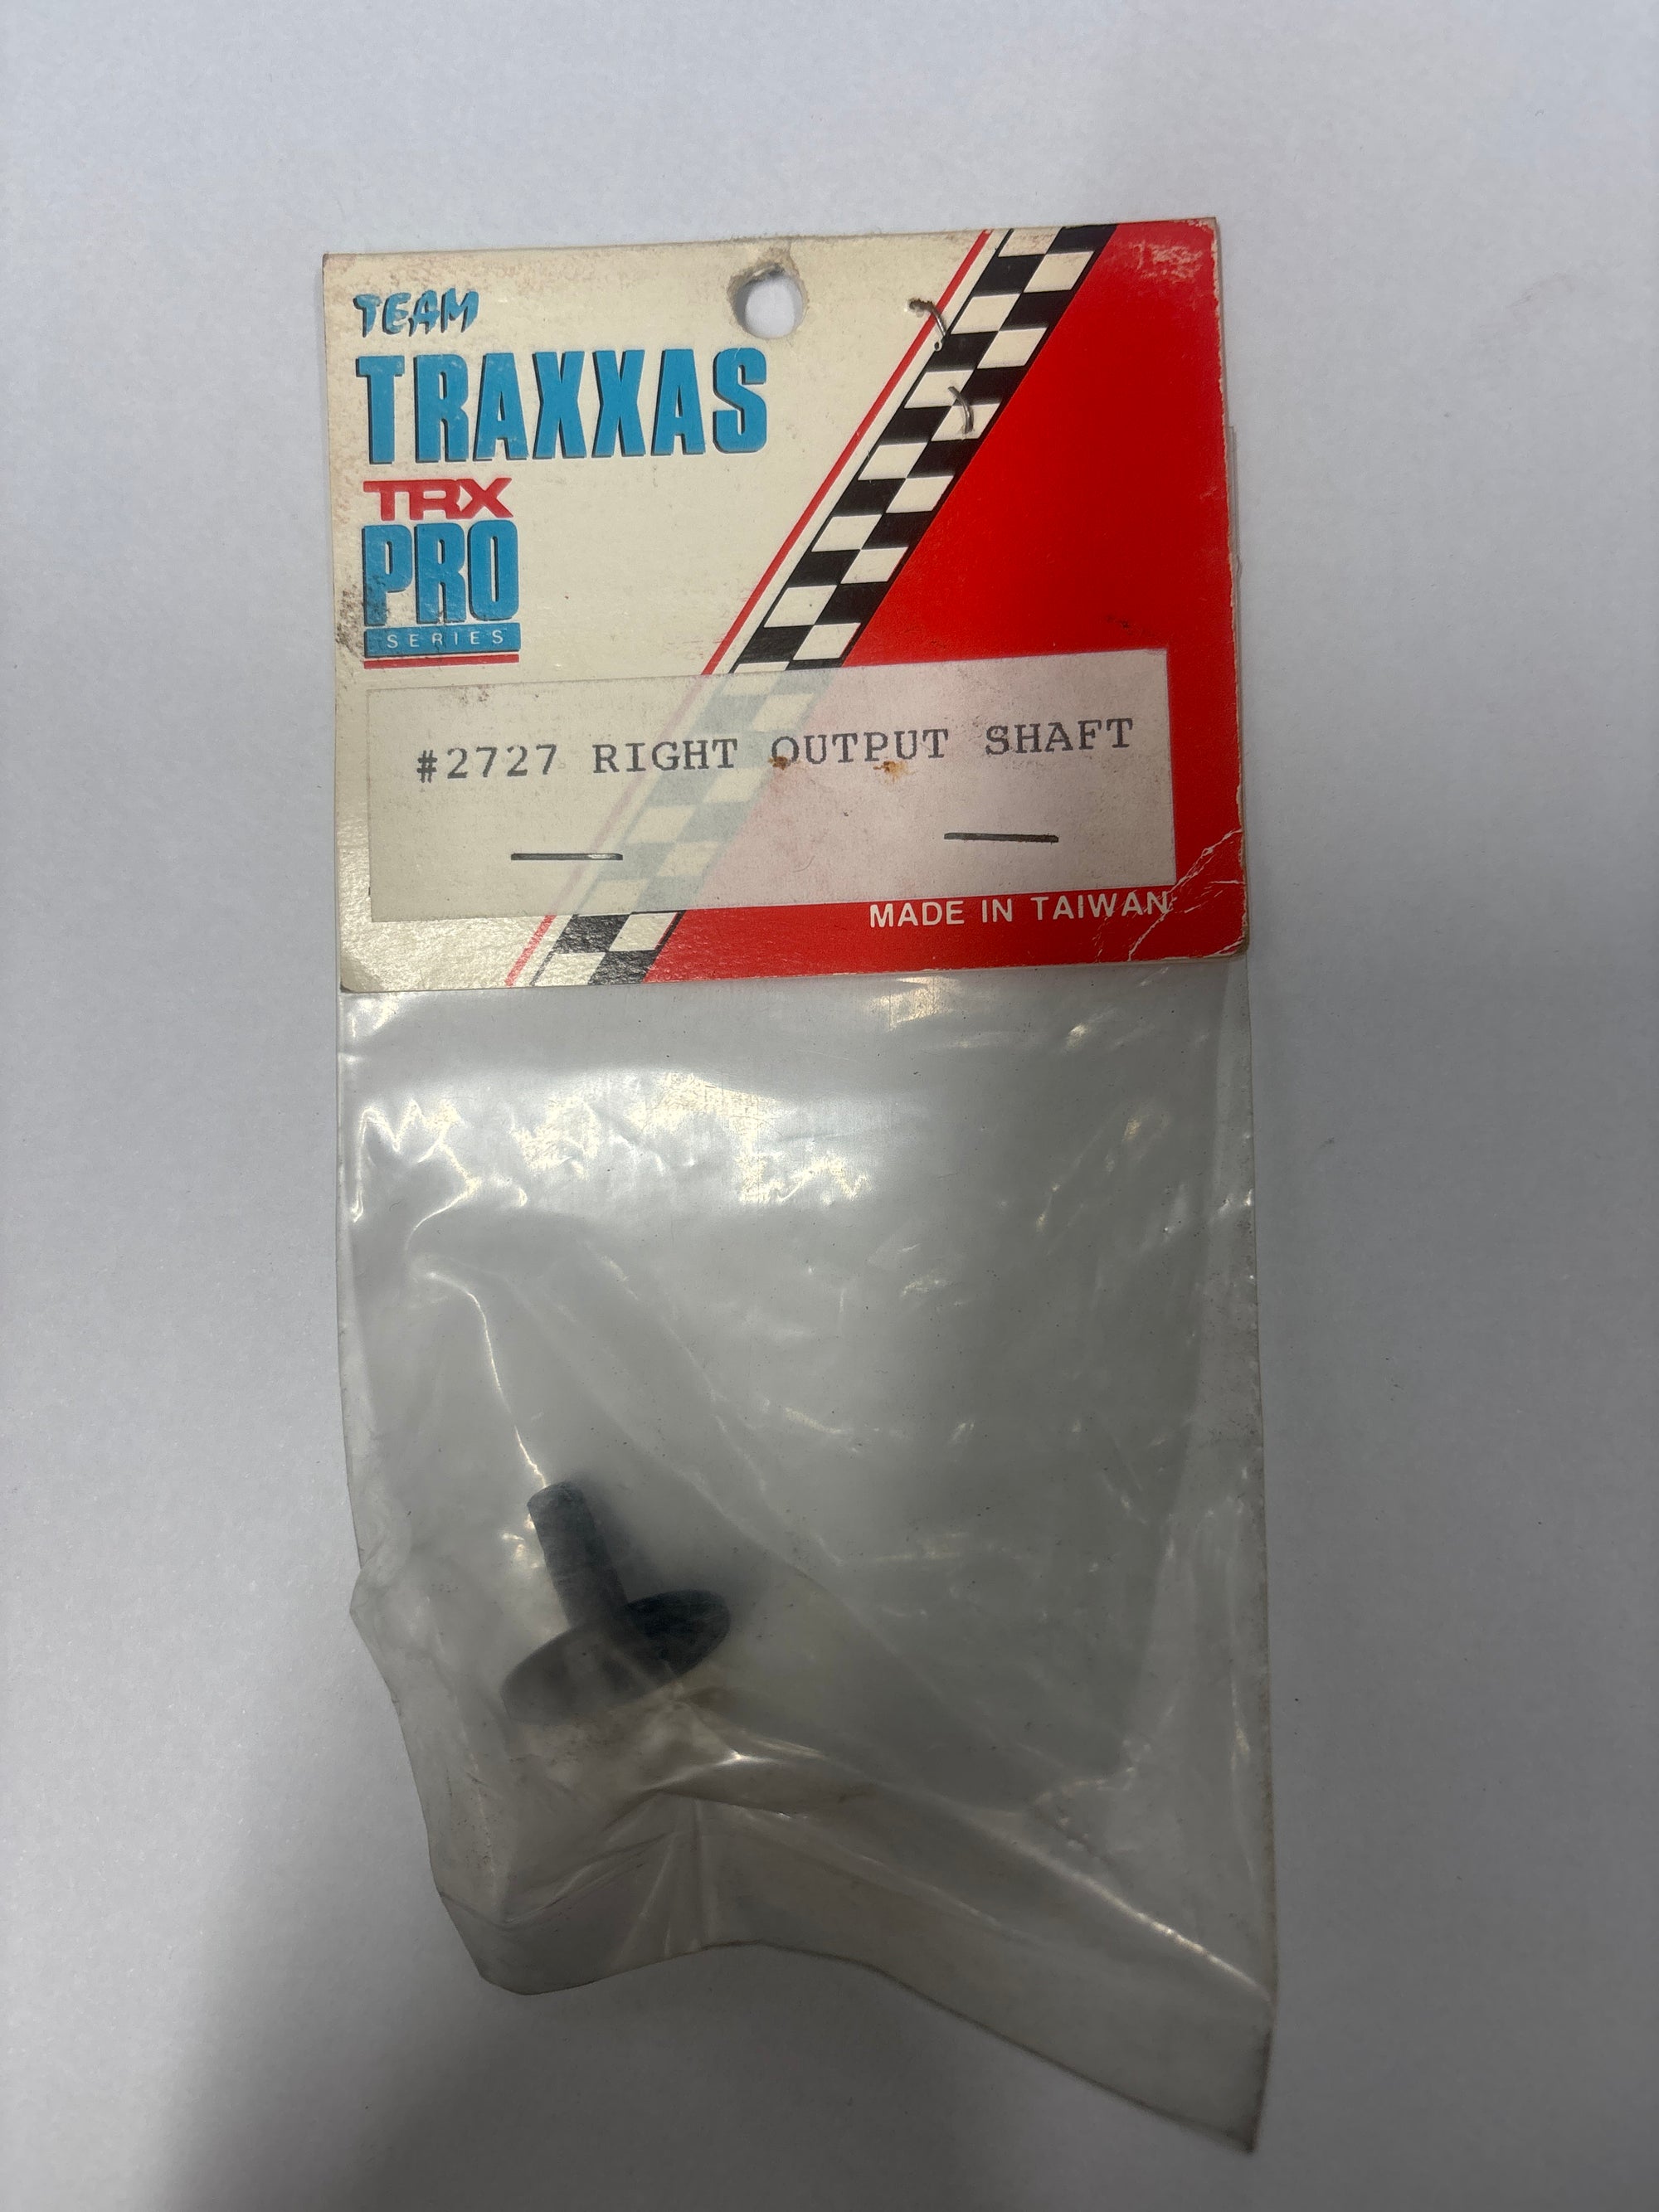 TEAM
TRAXXAS
TRX
PRO
SERIES
#2727 RIGHT OUTPUT SHAFT
MADE IN TAIWAN